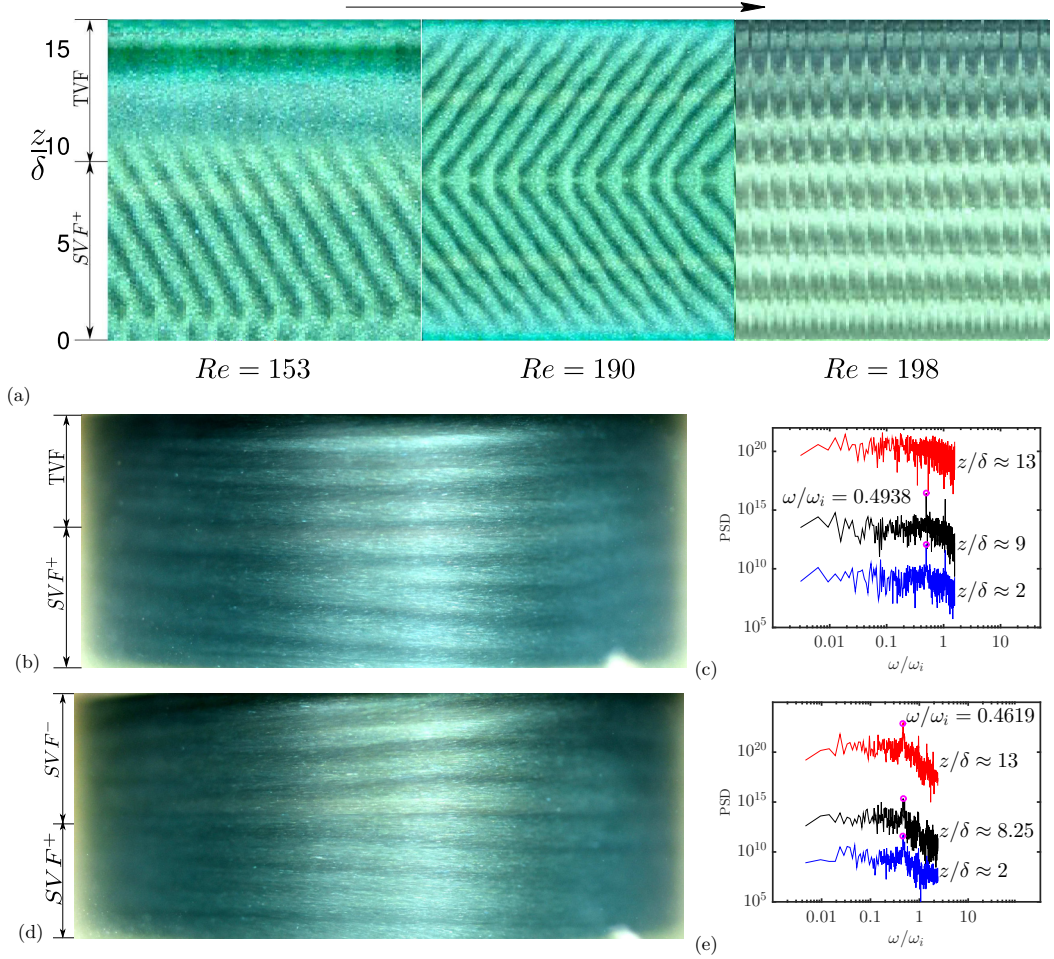 15
TVF
z/δ
10
5
SVF⁺
0
Re = 153
Re = 190
Re = 198
(a)
TVF
SVF⁺
(b)
PSD
10²⁰
10¹⁵
10¹⁰
10⁵
z/δ ≈ 13
ω/ωᵢ = 0.4938
z/δ ≈ 9
z/δ ≈ 2
0.01 0.1 1 10
ω/ωᵢ
(c)
SVF⁻
SVF⁺
(d)
PSD
10²⁰
10¹⁵
10¹⁰
10⁵
ω/ωᵢ = 0.4619
z/δ ≈ 13
z/δ ≈ 8.25
z/δ ≈ 2
0.01 0.1 1 10
ω/ωᵢ
(e)